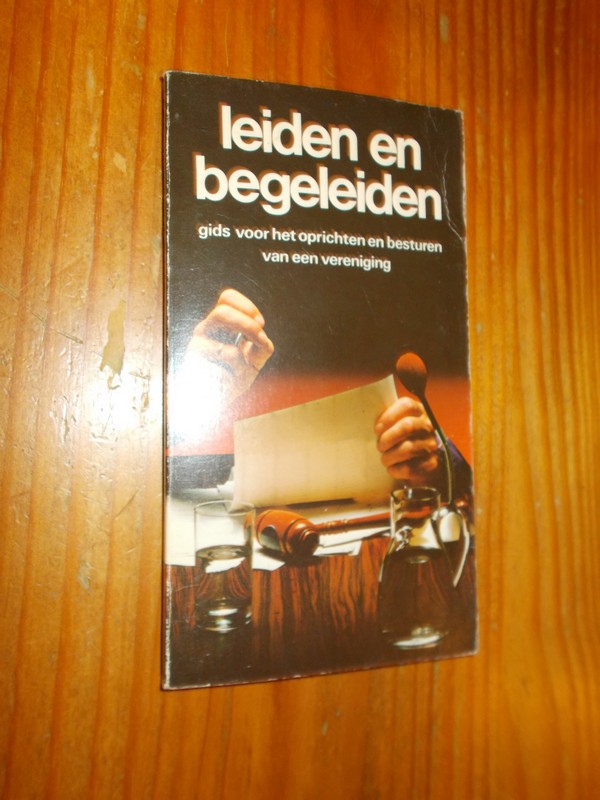 leiden en
begeleiden
gids voor het oprichten en besturen
van een vereniging